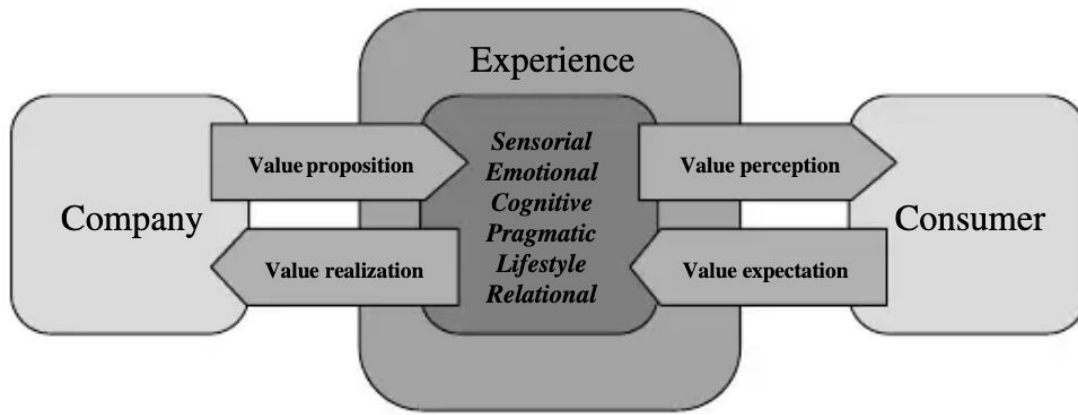 Experience
Sensorial
Emotional
Cognitive
Pragmatic
Lifestyle
Relational
Value proposition
Value perception
Company
Consumer
Value realization
Value expectation